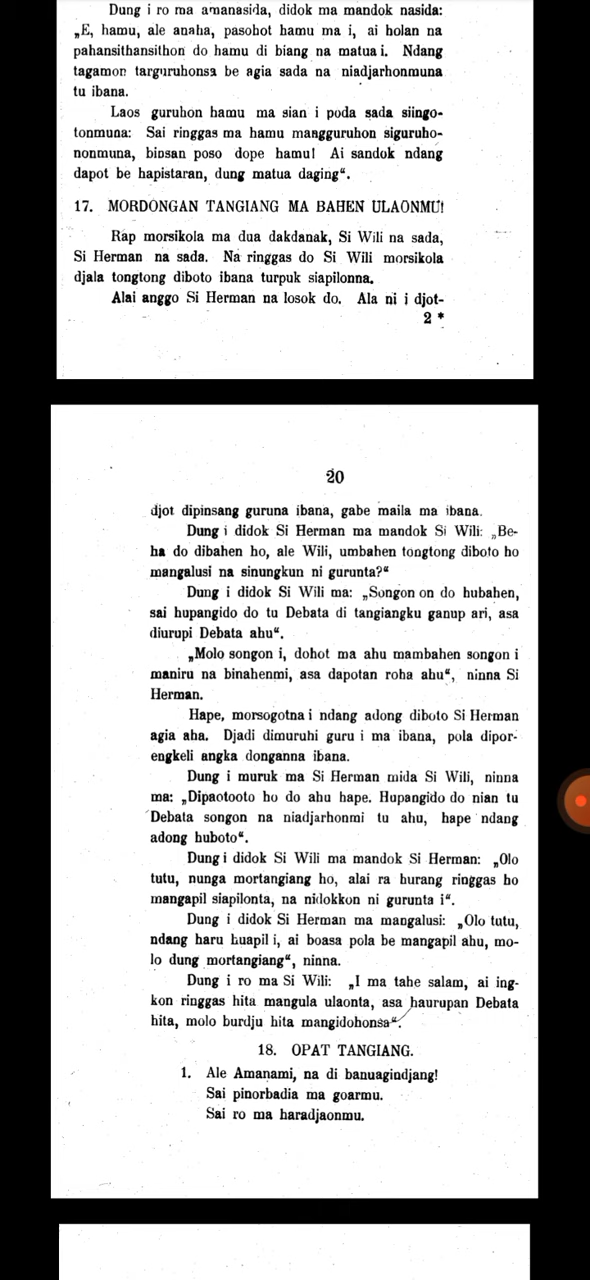 Dung i ro ma amanasida, didok ma mandok nasida:
„E, hamu, ale anaha, pasobot hamu ma i, ai holan na
pahansithansithon do hamu di biang na matua i. Ndang
tagamon targuruhonsa be agia sada na niadjarhonmuna
tu ibana.
Laos guruhon hamu ma sian i poda sada siingo-
tonmuna: Sai ringgas ma hamu mangguruhon siguruho-
nonmuna, binsan poso dope hamu! Ai sandok ndang
dapot be hapistaran, dung matua daging“.
17. MORDONGAN TANGIANG MA BAHEN ULAONMU!
Rap morsikola ma dua dakdanak, Si Wili na sada,
Si Herman na sada. Na ringgas do Si Wili morsikola
djala tongtong diboto ibana turpuk siapilonna.
Alai anggo Si Herman na losok do. Ala ni i djot-
2 *
20
djot dipinsang guruna ibana, gabe maila ma ibana.
Dung i didok Si Herman ma mandok Si Wili: „Be-
ha do dibahen ho, ale Wili, umbahen tongtong diboto ho
mangalusi na sinungkun ni gurunta?“
Dung i didok Si Wili ma: „Songon on do hubahen,
sai hupangido do tu Debata di tangiangku ganup ari, asa
diurupi Debata ahu“.
„Molo songon i, dohot ma ahu mambahen songon i
maniru na binahenmi, asa dapotan roha ahu“, ninna Si
Herman.
Hape, morsogotna i ndang adong diboto Si Herman
agia aha. Djadi dimuruhi guru i ma ibana, pola dipor-
engkeli angka donganna ibana.
Dung i muruk ma Si Herman mida Si Wili, ninna
ma: „Dipaotooto ho do ahu hape. Hupangido do nian tu
Debata songon na niadjarhonmi tu ahu, hape ndang
adong huboto“.
Dung i didok Si Wili ma mandok Si Herman: „Olo
tutu, nunga mortangiang ho, alai ra hurang ringgas ho
mangapil siapilonta, na nidokkon ni gurunta i“.
Dung i didok Si Herman ma mangalusi: „Olo tutu,
ndang haru huapil i, ai boasa pola be mangapil ahu, mo-
lo dung mortangiang“, ninna.
Dung i ro ma Si Wili: „I ma tahe salam, ai ing-
kon ringgas hita mangula ulaonta, asa haurupan Debata
hita, molo burdju hita mangidohonsa“.
18. OPAT TANGIANG.
1. Ale Amanami, na di banuagindjang!
Sai pinorbadia ma goarmu.
Sai ro ma haradjaonmu.